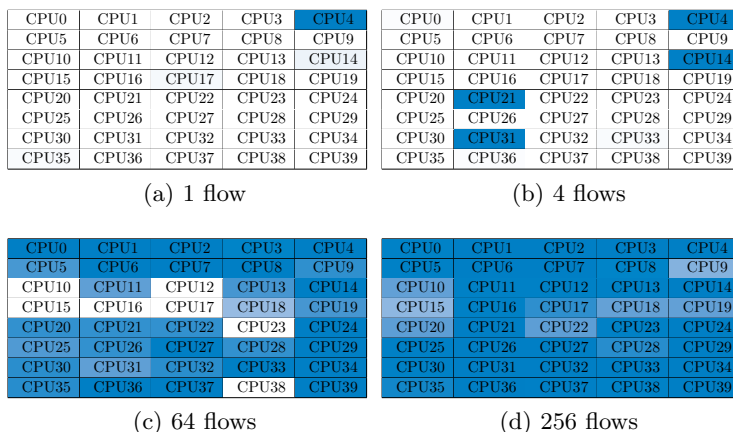 CPU0 CPU1 CPU2 CPU3 CPU4
CPU5 CPU6 CPU7 CPU8 CPU9
CPU10 CPU11 CPU12 CPU13 CPU14
CPU15 CPU16 CPU17 CPU18 CPU19
CPU20 CPU21 CPU22 CPU23 CPU24
CPU25 CPU26 CPU27 CPU28 CPU29
CPU30 CPU31 CPU32 CPU33 CPU34
CPU35 CPU36 CPU37 CPU38 CPU39
(a) 1 flow
CPU0 CPU1 CPU2 CPU3 CPU4
CPU5 CPU6 CPU7 CPU8 CPU9
CPU10 CPU11 CPU12 CPU13 CPU14
CPU15 CPU16 CPU17 CPU18 CPU19
CPU20 CPU21 CPU22 CPU23 CPU24
CPU25 CPU26 CPU27 CPU28 CPU29
CPU30 CPU31 CPU32 CPU33 CPU34
CPU35 CPU36 CPU37 CPU38 CPU39
(b) 4 flows
CPU0 CPU1 CPU2 CPU3 CPU4
CPU5 CPU6 CPU7 CPU8 CPU9
CPU10 CPU11 CPU12 CPU13 CPU14
CPU15 CPU16 CPU17 CPU18 CPU19
CPU20 CPU21 CPU22 CPU23 CPU24
CPU25 CPU26 CPU27 CPU28 CPU29
CPU30 CPU31 CPU32 CPU33 CPU34
CPU35 CPU36 CPU37 CPU38 CPU39
(c) 64 flows
CPU0 CPU1 CPU2 CPU3 CPU4
CPU5 CPU6 CPU7 CPU8 CPU9
CPU10 CPU11 CPU12 CPU13 CPU14
CPU15 CPU16 CPU17 CPU18 CPU19
CPU20 CPU21 CPU22 CPU23 CPU24
CPU25 CPU26 CPU27 CPU28 CPU29
CPU30 CPU31 CPU32 CPU33 CPU34
CPU35 CPU36 CPU37 CPU38 CPU39
(d) 256 flows